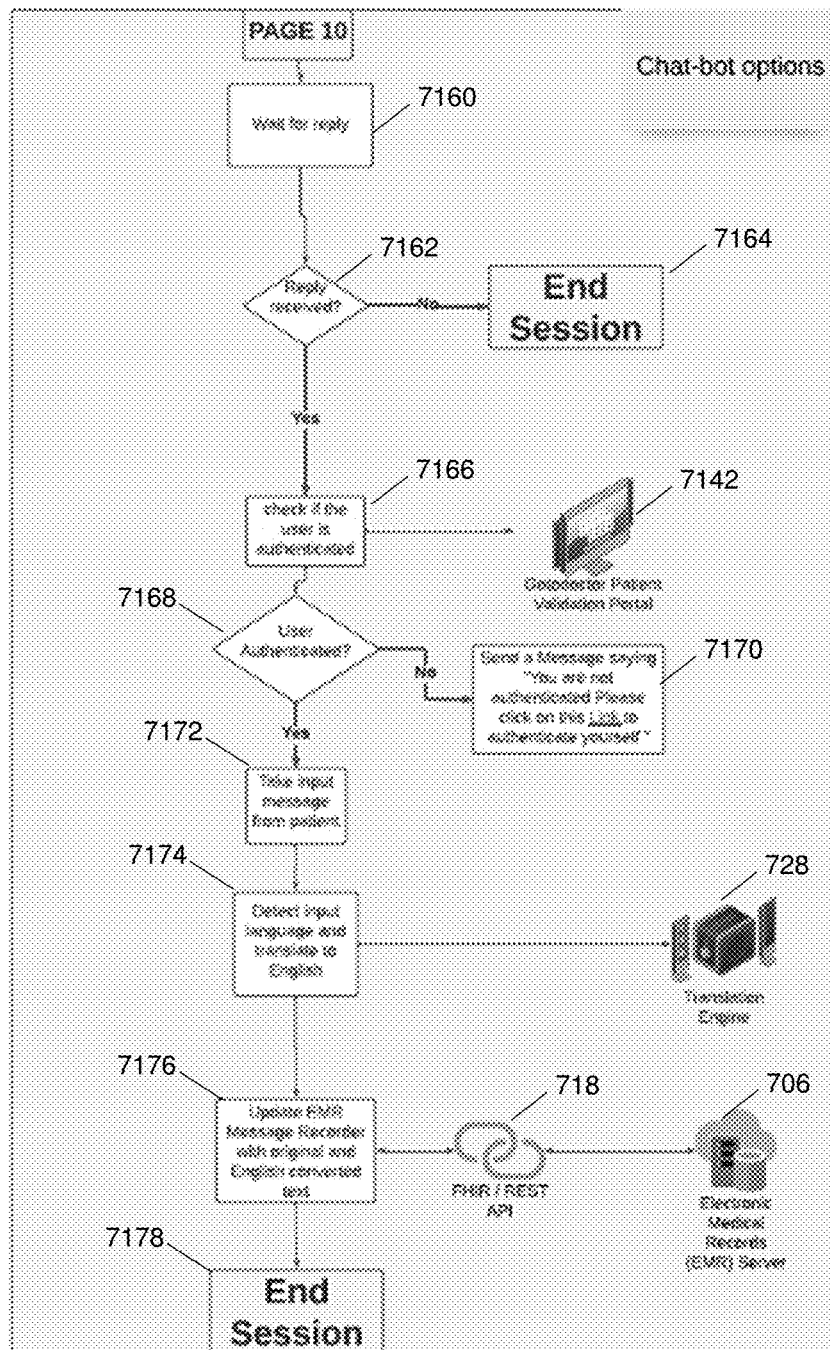 PAGE 10
Chat-bot options
7160
Wait for reply
7162
7164
Reply
received?
No
End
Session
Yes
7166
7142
check if the
user is
authenticated
Patient
Validation Portal
7168
7170
User
Authenticated?
No
Send a Message saying
"You are not
authenticated Please
click on this Link to
authenticate yourself"
Yes
7172
Take input
message
from patient
7174
728
Detect input
language and
translate to
English
Translation
Engine
7176
718
706
Update EMR
Message Recorder
with original and
English converted
text
FHIR / REST
API
Electronic
Medical
Records
(EMR) Server
7178
End
Session